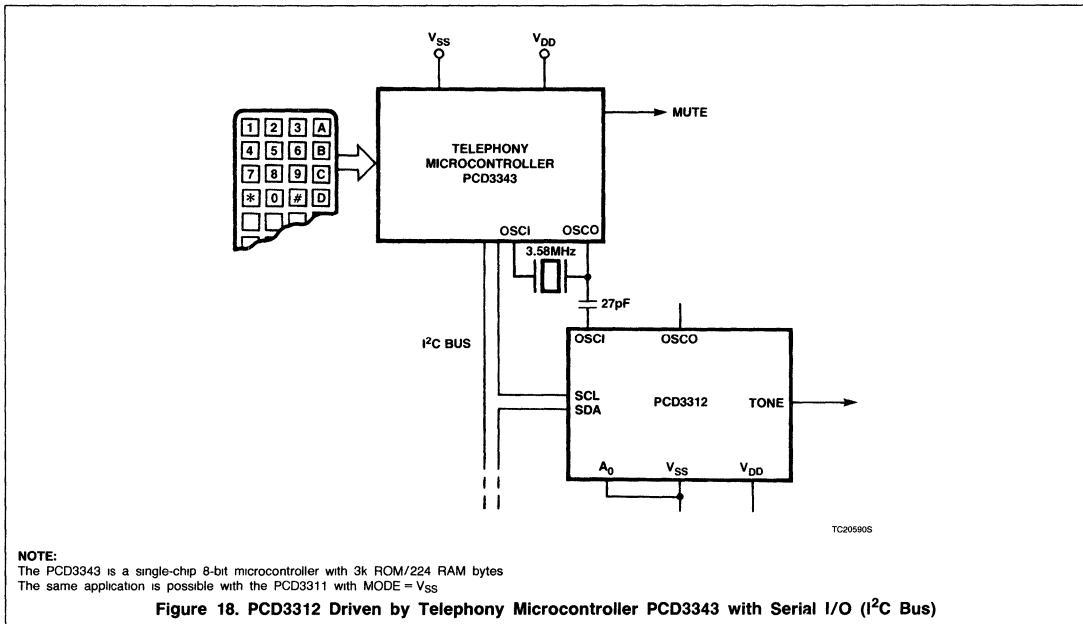 VSS VDD
MUTE
1 2 3 A
4 5 6 B
7 8 9 C
* 0 # D
TELEPHONY
MICROCONTROLLER
PCD3343
OSCI OSCO
3.58MHz
27pF
I²C BUS
OSCI OSCO
SCL
SDA
PCD3312
TONE
A0 VSS VDD
TC20590S
NOTE:
The PCD3343 is a single-chip 8-bit microcontroller with 3k ROM/224 RAM bytes
The same application is possible with the PCD3311 with MODE = VSS
Figure 18. PCD3312 Driven by Telephony Microcontroller PCD3343 with Serial I/O (I²C Bus)